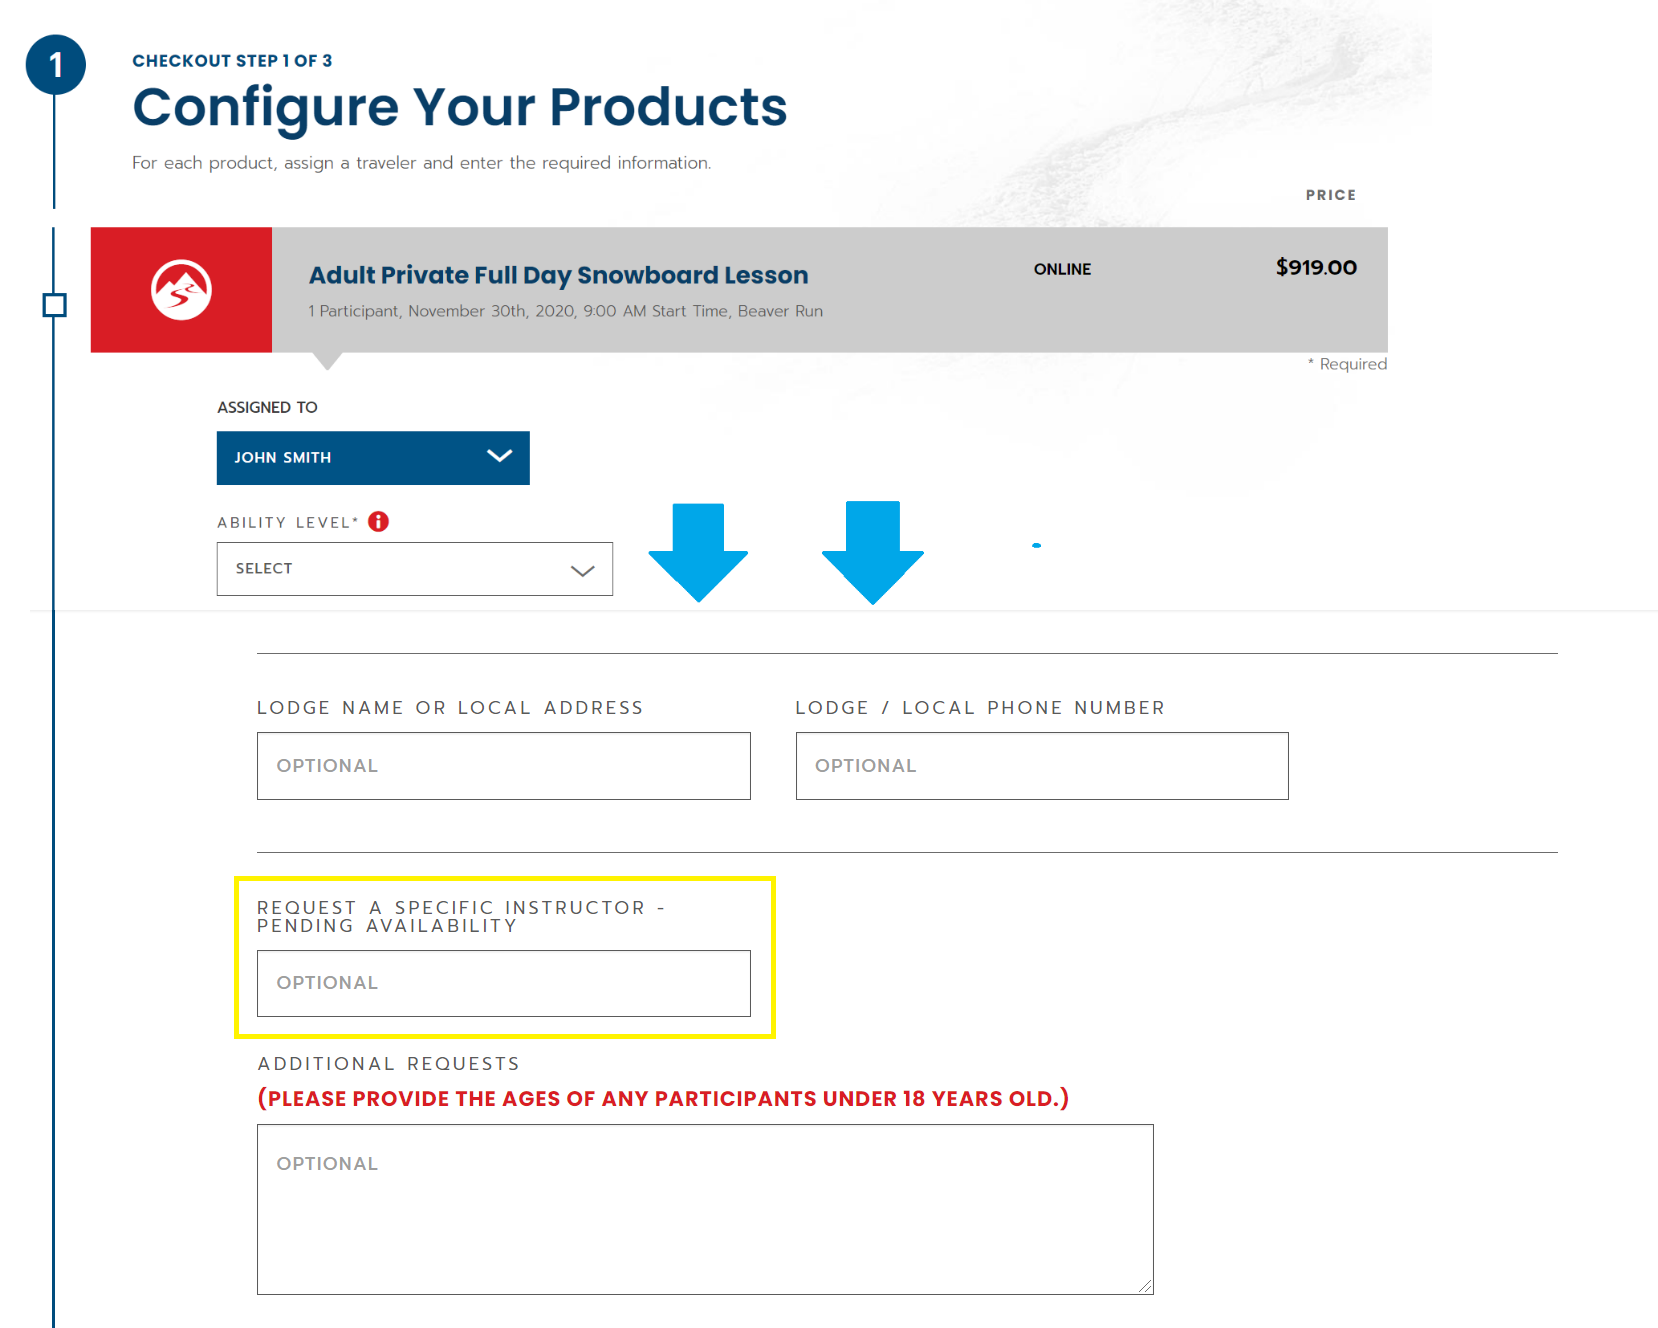 1
CHECKOUT STEP 1 OF 3
Configure Your Products
For each product, assign a traveler and enter the required information.
PRICE
Adult Private Full Day Snowboard Lesson
ONLINE
$919.00
1 Participant, November 30th, 2020, 9:00 AM Start Time, Beaver Run
* Required
ASSIGNED TO
JOHN SMITH
ABILITY LEVEL*
SELECT
LODGE NAME OR LOCAL ADDRESS
LODGE / LOCAL PHONE NUMBER
OPTIONAL
OPTIONAL
REQUEST A SPECIFIC INSTRUCTOR -
PENDING AVAILABILITY
OPTIONAL
ADDITIONAL REQUESTS
(PLEASE PROVIDE THE AGES OF ANY PARTICIPANTS UNDER 18 YEARS OLD.)
OPTIONAL